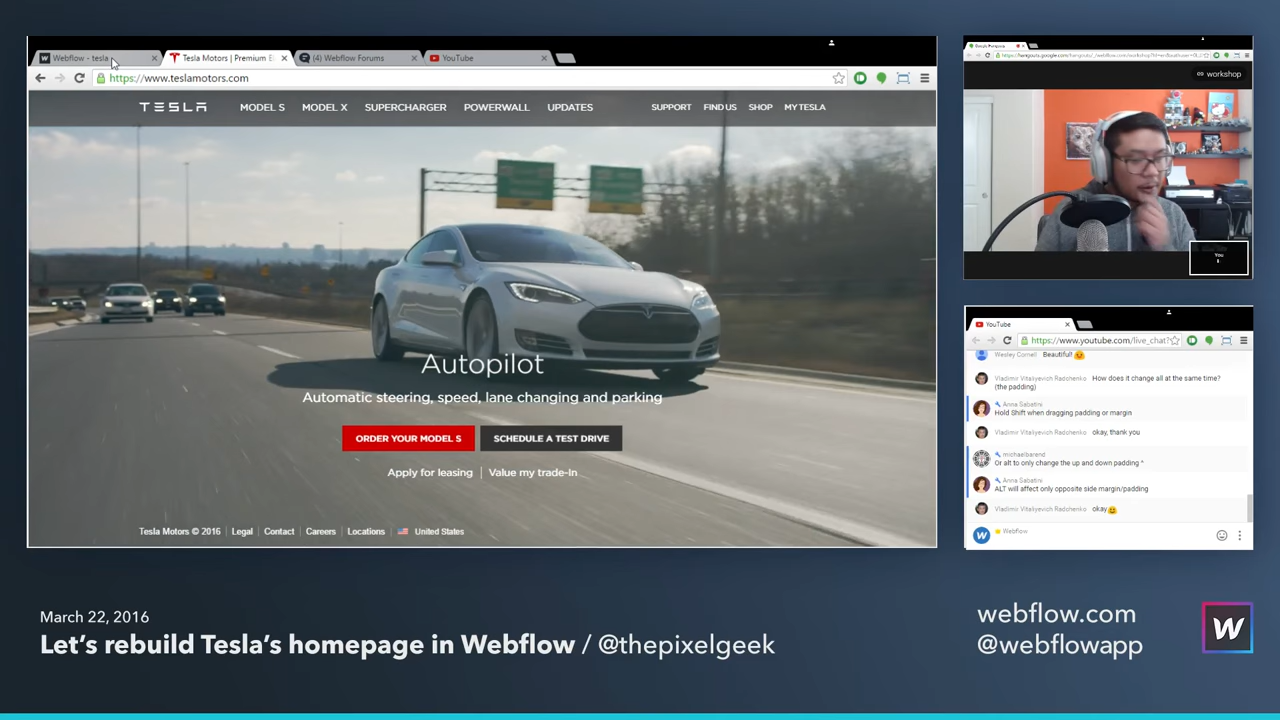 Webflow - tesla
Tesla Motors | Premium E
(4) Webflow Forums
YouTube
https://www.teslamotors.com
TESLA
MODEL S
MODEL X
SUPERCHARGER
POWERWALL
UPDATES
SUPPORT
FIND US
SHOP
MY TESLA
Autopilot
Automatic steering, speed, lane changing and parking
ORDER YOUR MODEL S
SCHEDULE A TEST DRIVE
Apply for leasing
Value my trade-In
Tesla Motors © 2016
Legal
Contact
Careers
Locations
United States
workshop
You
YouTube
https://www.youtube.com/live_chat?
Wesley Cornell Beautiful!
Vladimir Vitaliyevich Radchenko How does it change all at the same time?
(the padding)
Anna Sabatini
Hold Shift when dragging padding or margin
Vladimir Vitaliyevich Radchenko okay, thank you
michaelbarend
Or alt to only change the up and down padding ^
Anna Sabatini
ALT will affect only opposite side margin/padding
Vladimir Vitaliyevich Radchenko okay
W
Webflow
March 22, 2016
Let's rebuild Tesla's homepage in Webflow / @thepixelgeek
webflow.com
@webflowapp
W